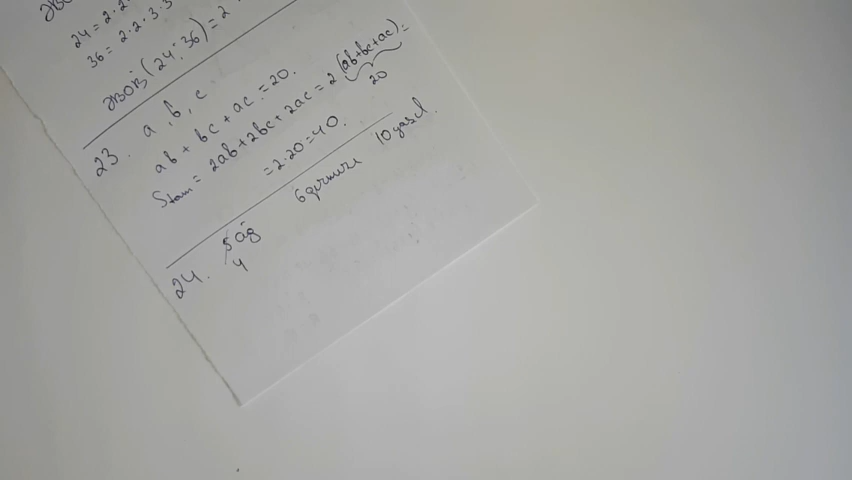 24 = 2 · 2 ·
36 = 2 · 2 · 3 · 3
ƏBOB (24; 36) = 2 ·
23. a, b, c
ab + bc + ac = 20.
Stam = 2ab + 2bc + 2ac = 2 (ab + bc + ac) =
20
= 2 · 20 = 40.
24. 5 ağ 6 qırmızı 10 yaşıl.
4